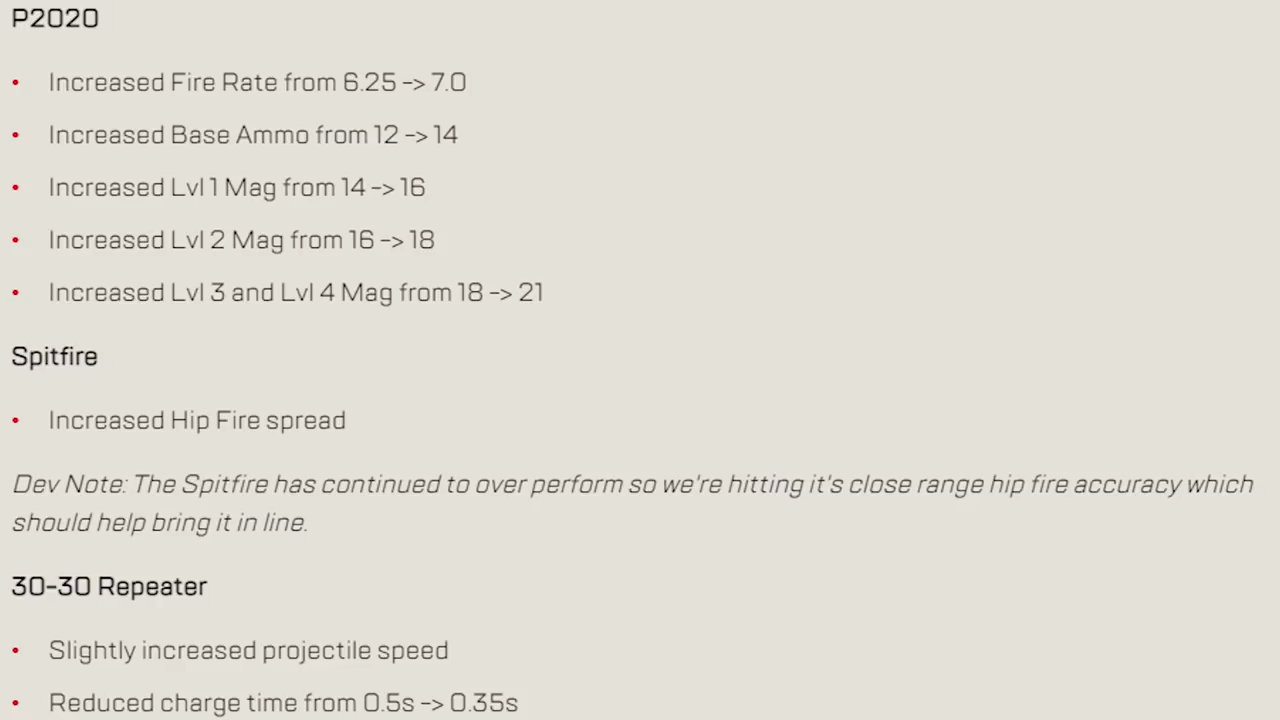 P2020
• Increased Fire Rate from 6.25 -> 7.0
• Increased Base Ammo from 12 -> 14
• Increased Lvl 1 Mag from 14 -> 16
• Increased Lvl 2 Mag from 16 -> 18
• Increased Lvl 3 and Lvl 4 Mag from 18 -> 21
Spitfire
• Increased Hip Fire spread
Dev Note: The Spitfire has continued to over perform so we're hitting it's close range hip fire accuracy which
should help bring it in line.
30-30 Repeater
• Slightly increased projectile speed
• Reduced charge time from 0.5s -> 0.35s